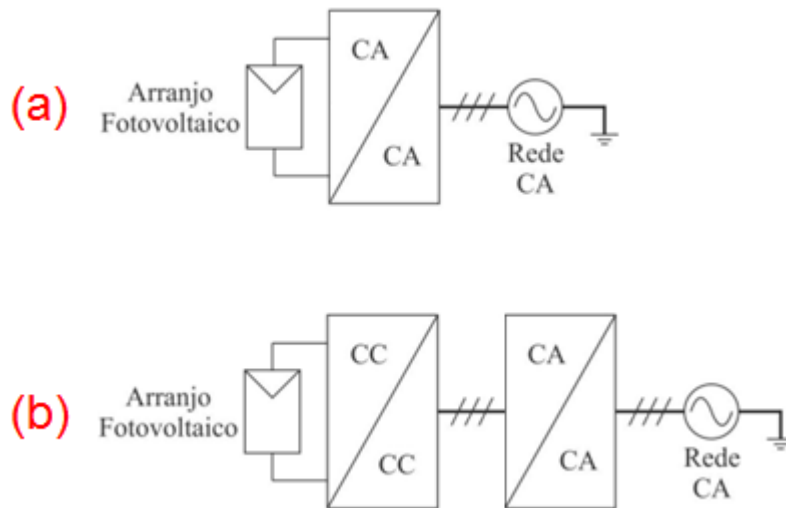 (a)
Arranjo
Fotovoltaico
CA
CA
Rede
CA
(b)
Arranjo
Fotovoltaico
CC
CC
CA
CA
Rede
CA